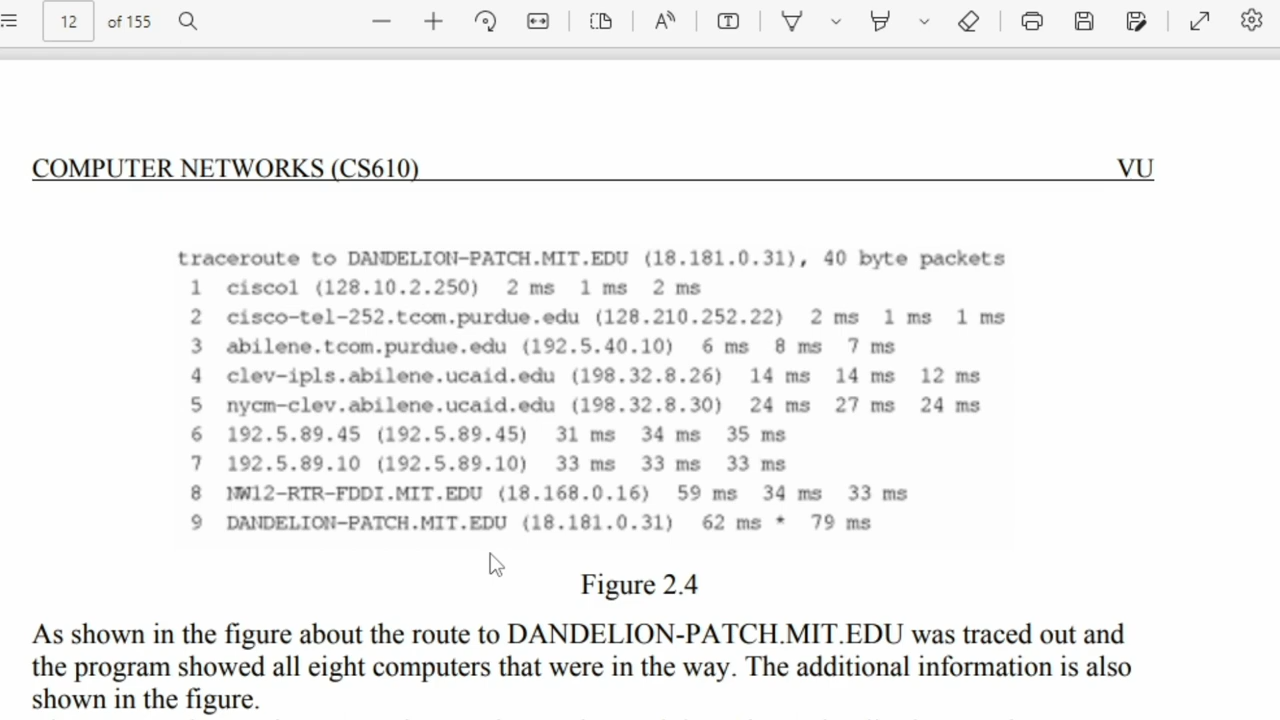 12 of 155
COMPUTER NETWORKS (CS610) VU
traceroute to DANDELION-PATCH.MIT.EDU (18.181.0.31), 40 byte packets
1 cisco1 (128.10.2.250) 2 ms 1 ms 2 ms
2 cisco-tel-252.tcom.purdue.edu (128.210.252.22) 2 ms 1 ms 1 ms
3 abilene.tcom.purdue.edu (192.5.40.10) 6 ms 8 ms 7 ms
4 clev-ipls.abilene.ucaid.edu (198.32.8.26) 14 ms 14 ms 12 ms
5 nycm-clev.abilene.ucaid.edu (198.32.8.30) 24 ms 27 ms 24 ms
6 192.5.89.45 (192.5.89.45) 31 ms 34 ms 35 ms
7 192.5.89.10 (192.5.89.10) 33 ms 33 ms 33 ms
8 NW12-RTR-FDDI.MIT.EDU (18.168.0.16) 59 ms 34 ms 33 ms
9 DANDELION-PATCH.MIT.EDU (18.181.0.31) 62 ms * 79 ms
Figure 2.4
As shown in the figure about the route to DANDELION-PATCH.MIT.EDU was traced out and
the program showed all eight computers that were in the way. The additional information is also
shown in the figure.